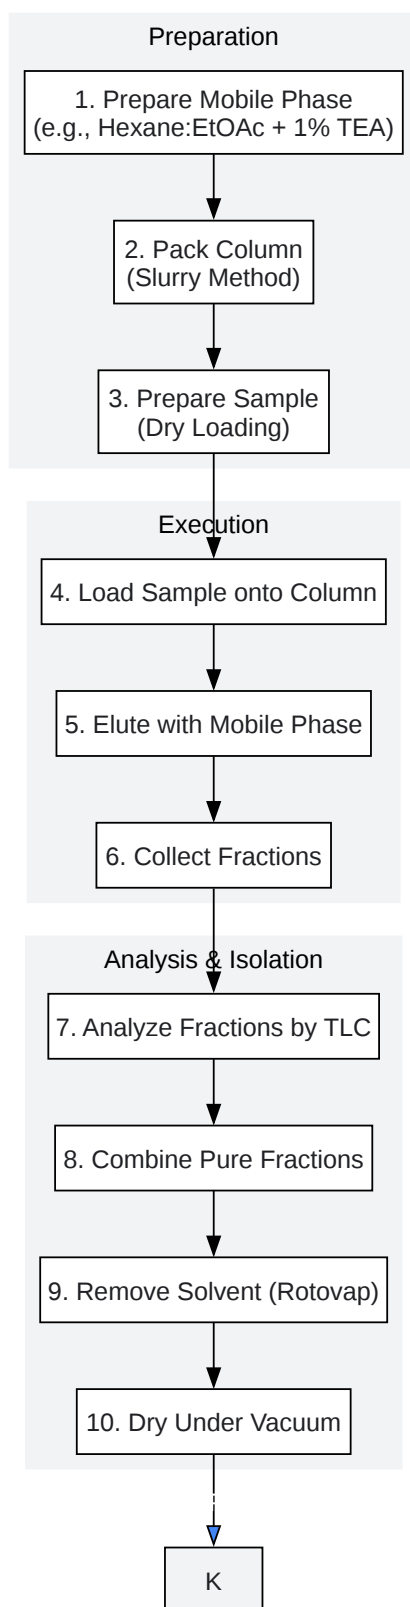 Preparation
1. Prepare Mobile Phase
(e.g., Hexane:EtOAc + 1% TEA)
2. Pack Column
(Slurry Method)
3. Prepare Sample
(Dry Loading)
Execution
4. Load Sample onto Column
5. Elute with Mobile Phase
6. Collect Fractions
Analysis & Isolation
7. Analyze Fractions by TLC
8. Combine Pure Fractions
9. Remove Solvent (Rotovap)
10. Dry Under Vacuum
K